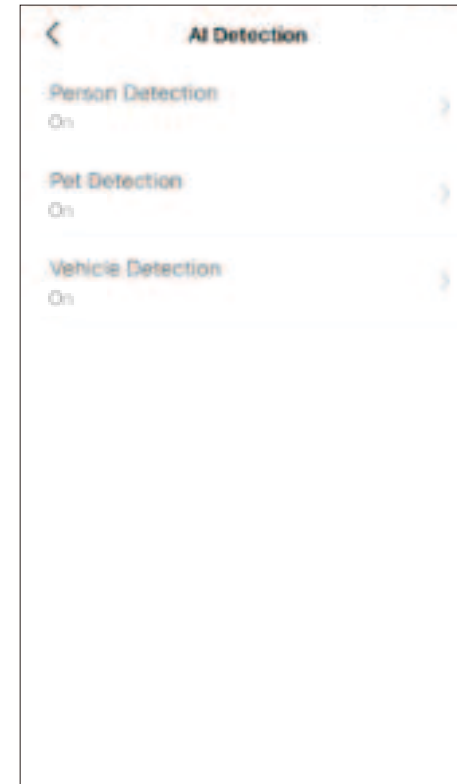 AI Detection
Person Detection
On
Pet Detection
On
Vehicle Detection
On